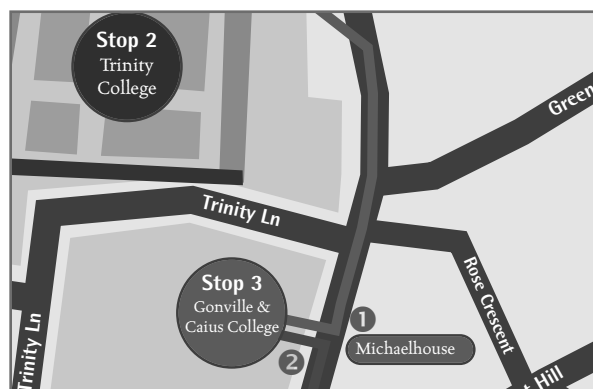 Stop 2
Trinity
College
Green
Trinity Ln
Stop 3
Gonville &
Caius College
1
Michaelhouse
2
Rose Crescent
Trinity Ln
t Hill